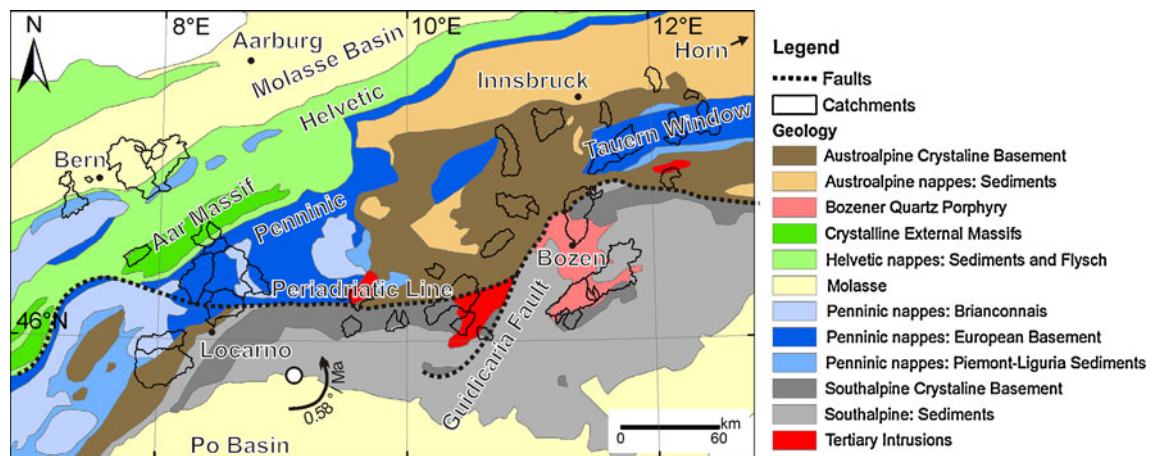 N
8°E
10°E
12°E
Aarburg
Horn
Molasse Basin
Innsbruck
Helvetic
Tauern Window
Bern
Aar Massif
Penninic
Bozen
Periadriatic Line
46°N
Locarno
Guidicaria Fault
0.58°/Ma
Po Basin
km
0
60
Legend
Faults
Catchments
Geology
Austroalpine Crystaline Basement
Austroalpine nappes: Sediments
Bozener Quartz Porphyry
Crystalline External Massifs
Helvetic nappes: Sediments and Flysch
Molasse
Penninic nappes: Brianconnais
Penninic nappes: European Basement
Penninic nappes: Piemont-Liguria Sediments
Southalpine Crystaline Basement
Southalpine: Sediments
Tertiary Intrusions